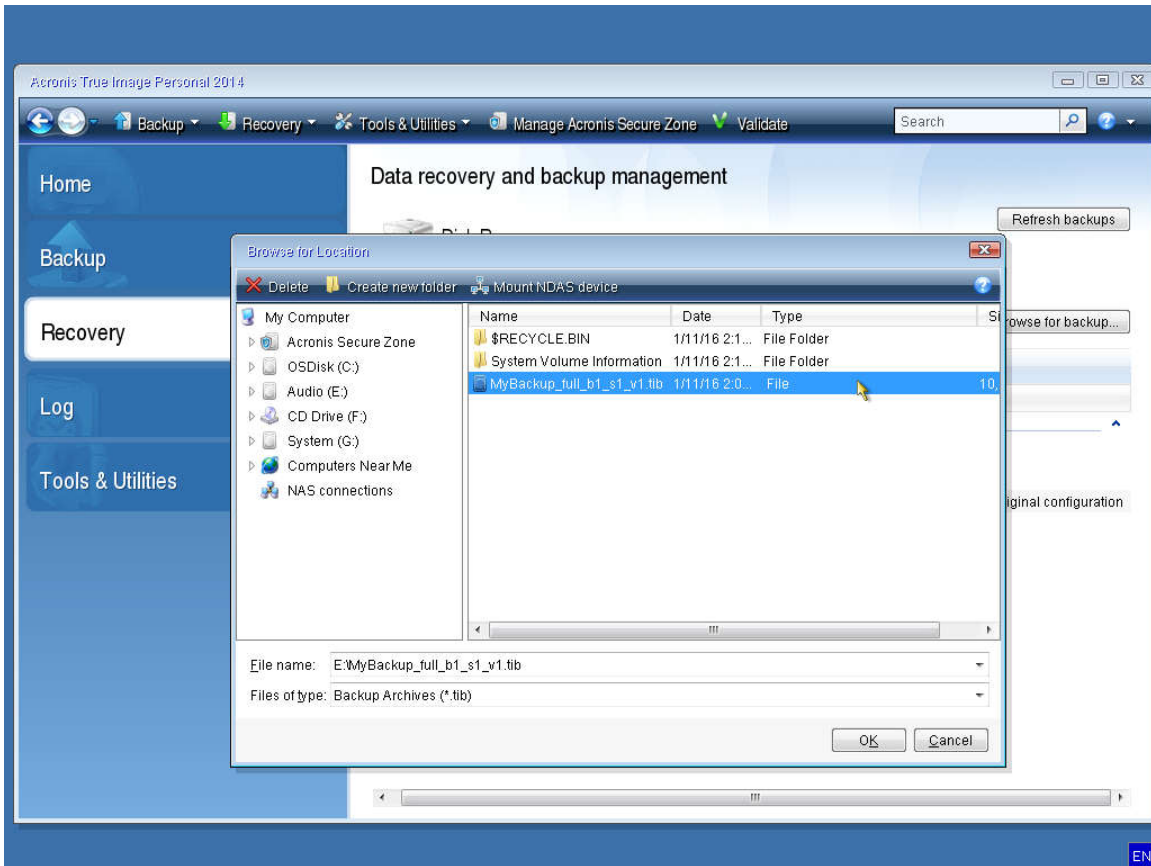 Acronis True Image Personal 2014
Backup Recovery Tools & Utilities Manage Acronis Secure Zone Validate Search
Home
Data recovery and backup management
Refresh backups
Backup
Browse for Location
Delete Create new folder Mount NDAS device
My Computer
Name Date Type
Acronis Secure Zone
$RECYCLE.BIN 1/11/16 2:1... File Folder
OSDisk (C:)
System Volume Information 1/11/16 2:1... File Folder
Audio (E:)
MyBackup_full_b1_s1_v1.tib 1/11/16 2:0... File 10,
CD Drive (F:)
System (G:)
Computers Near Me
NAS connections
Recovery
rowse for backup...
Log
Tools & Utilities
iginal configuration
File name: E:\MyBackup_full_b1_s1_v1.tib
Files of type: Backup Archives (*.tib)
OK Cancel
EN